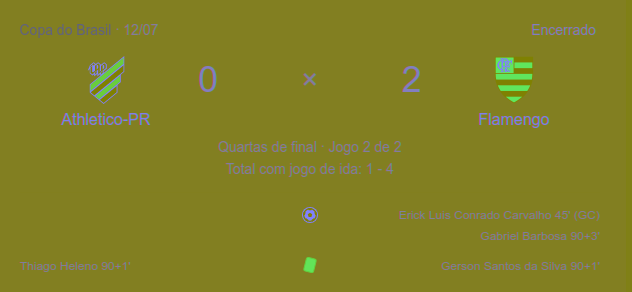 Copa do Brasil 12/07 Encerrado
0 × 2
Athletico-PR Flamengo
Quartas de final · Jogo 2 de 2
Total com jogo de ida: 1 - 4
Erick Luis Conrado Carvalho 45' (GC)
Gabriel Barbosa 90+3'
Thiago Heleno 90+1' Gerson Santos da Silva 90+4'